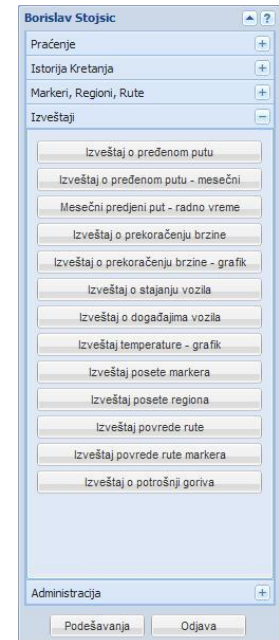 Borislav Stojsic
Praćenje
Istorija Kretanja
Markeri, Regioni, Rute
Izveštaji
Izveštaj o pređenom putu
Izveštaj o pređenom putu - mesečni
Mesečni predjeni put - radno vreme
Izveštaj o prekoračenju brzine
Izveštaj o prekoračenju brzine - grafik
Izveštaj o stajanju vozila
Izveštaj o događajima vozila
Izveštaj temperature - grafik
Izveštaj posete markera
Izveštaj posete regiona
Izveštaj povrede rute
Izveštaj povrede rute markera
Izveštaj o potrošnji goriva
Administracija
Podešavanja Odjava